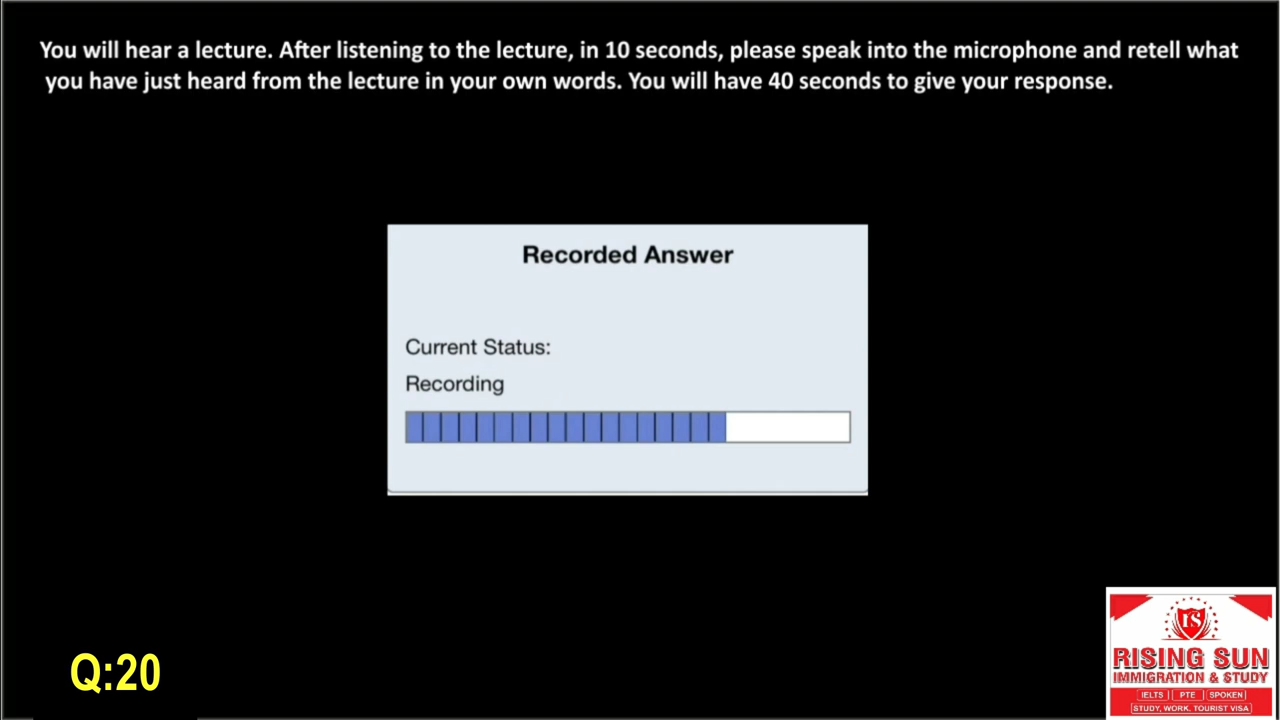 You will hear a lecture. After listening to the lecture, in 10 seconds, please speak into the microphone and retell what
you have just heard from the lecture in your own words. You will have 40 seconds to give your response.
Recorded Answer
Current Status:
Recording
Q:20
RS
RISING SUN
IMMIGRATION & STUDY
IELTS | PTE | SPOKEN
STUDY, WORK, TOURIST VISA